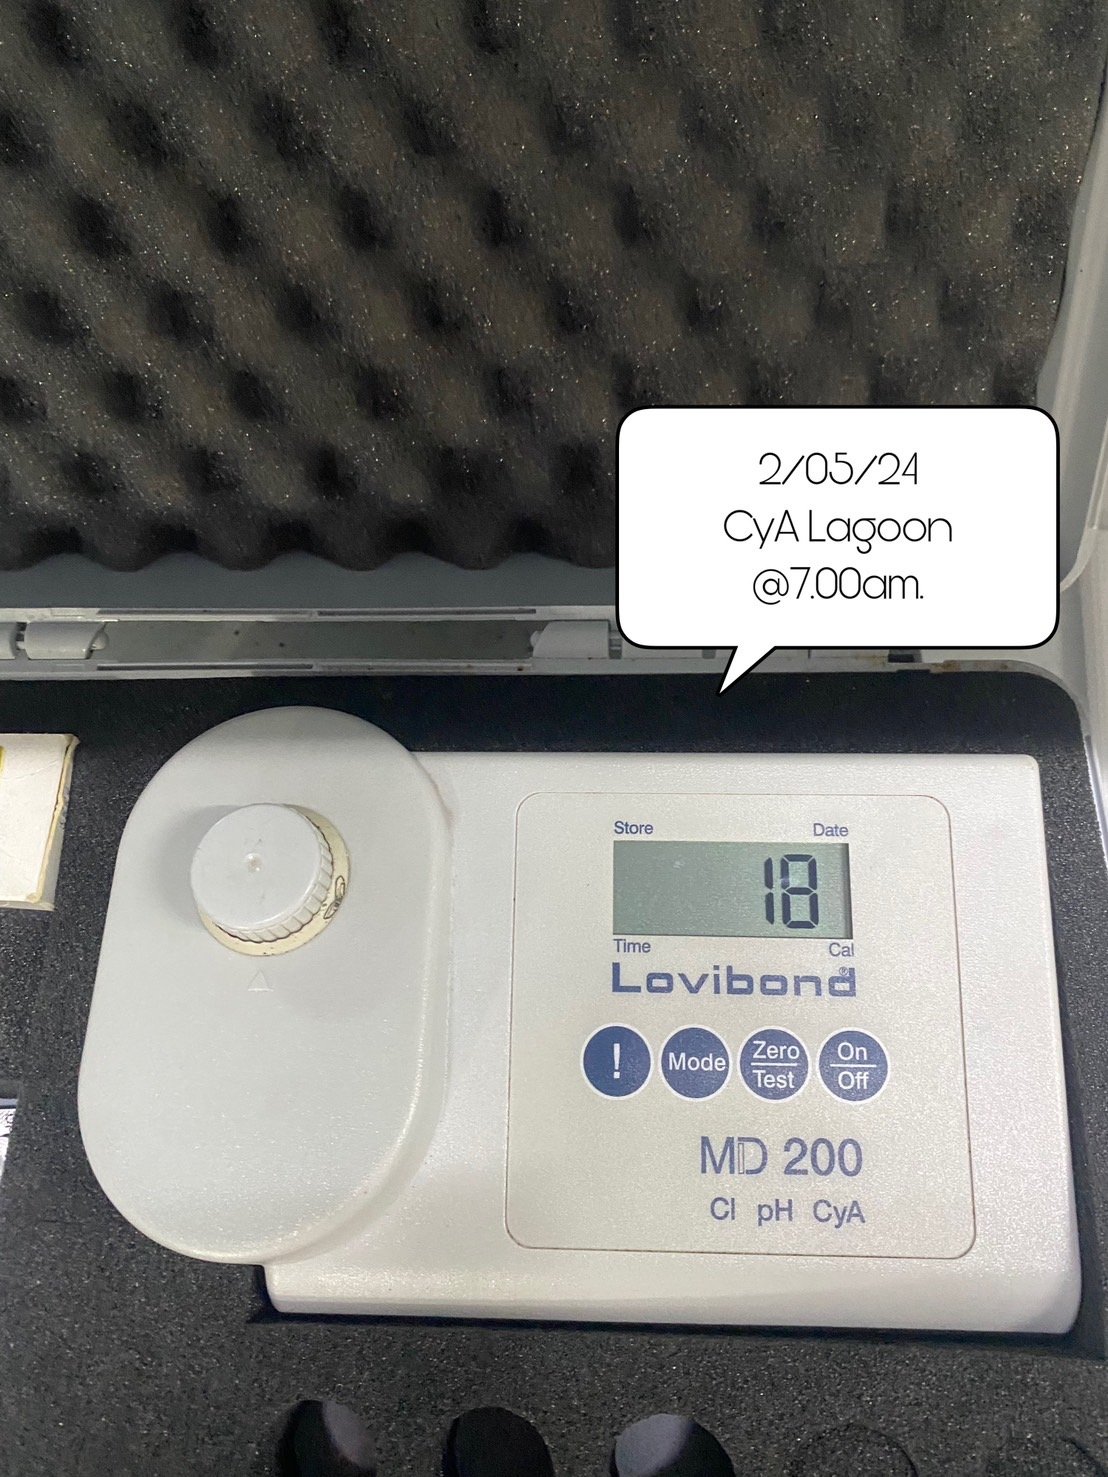 2/05/24
CyA Lagoon
@7.00am.
Store Date
18
Time Cal
Lovibond®
! Mode Zero Test On Off
MD 200
Cl pH CyA